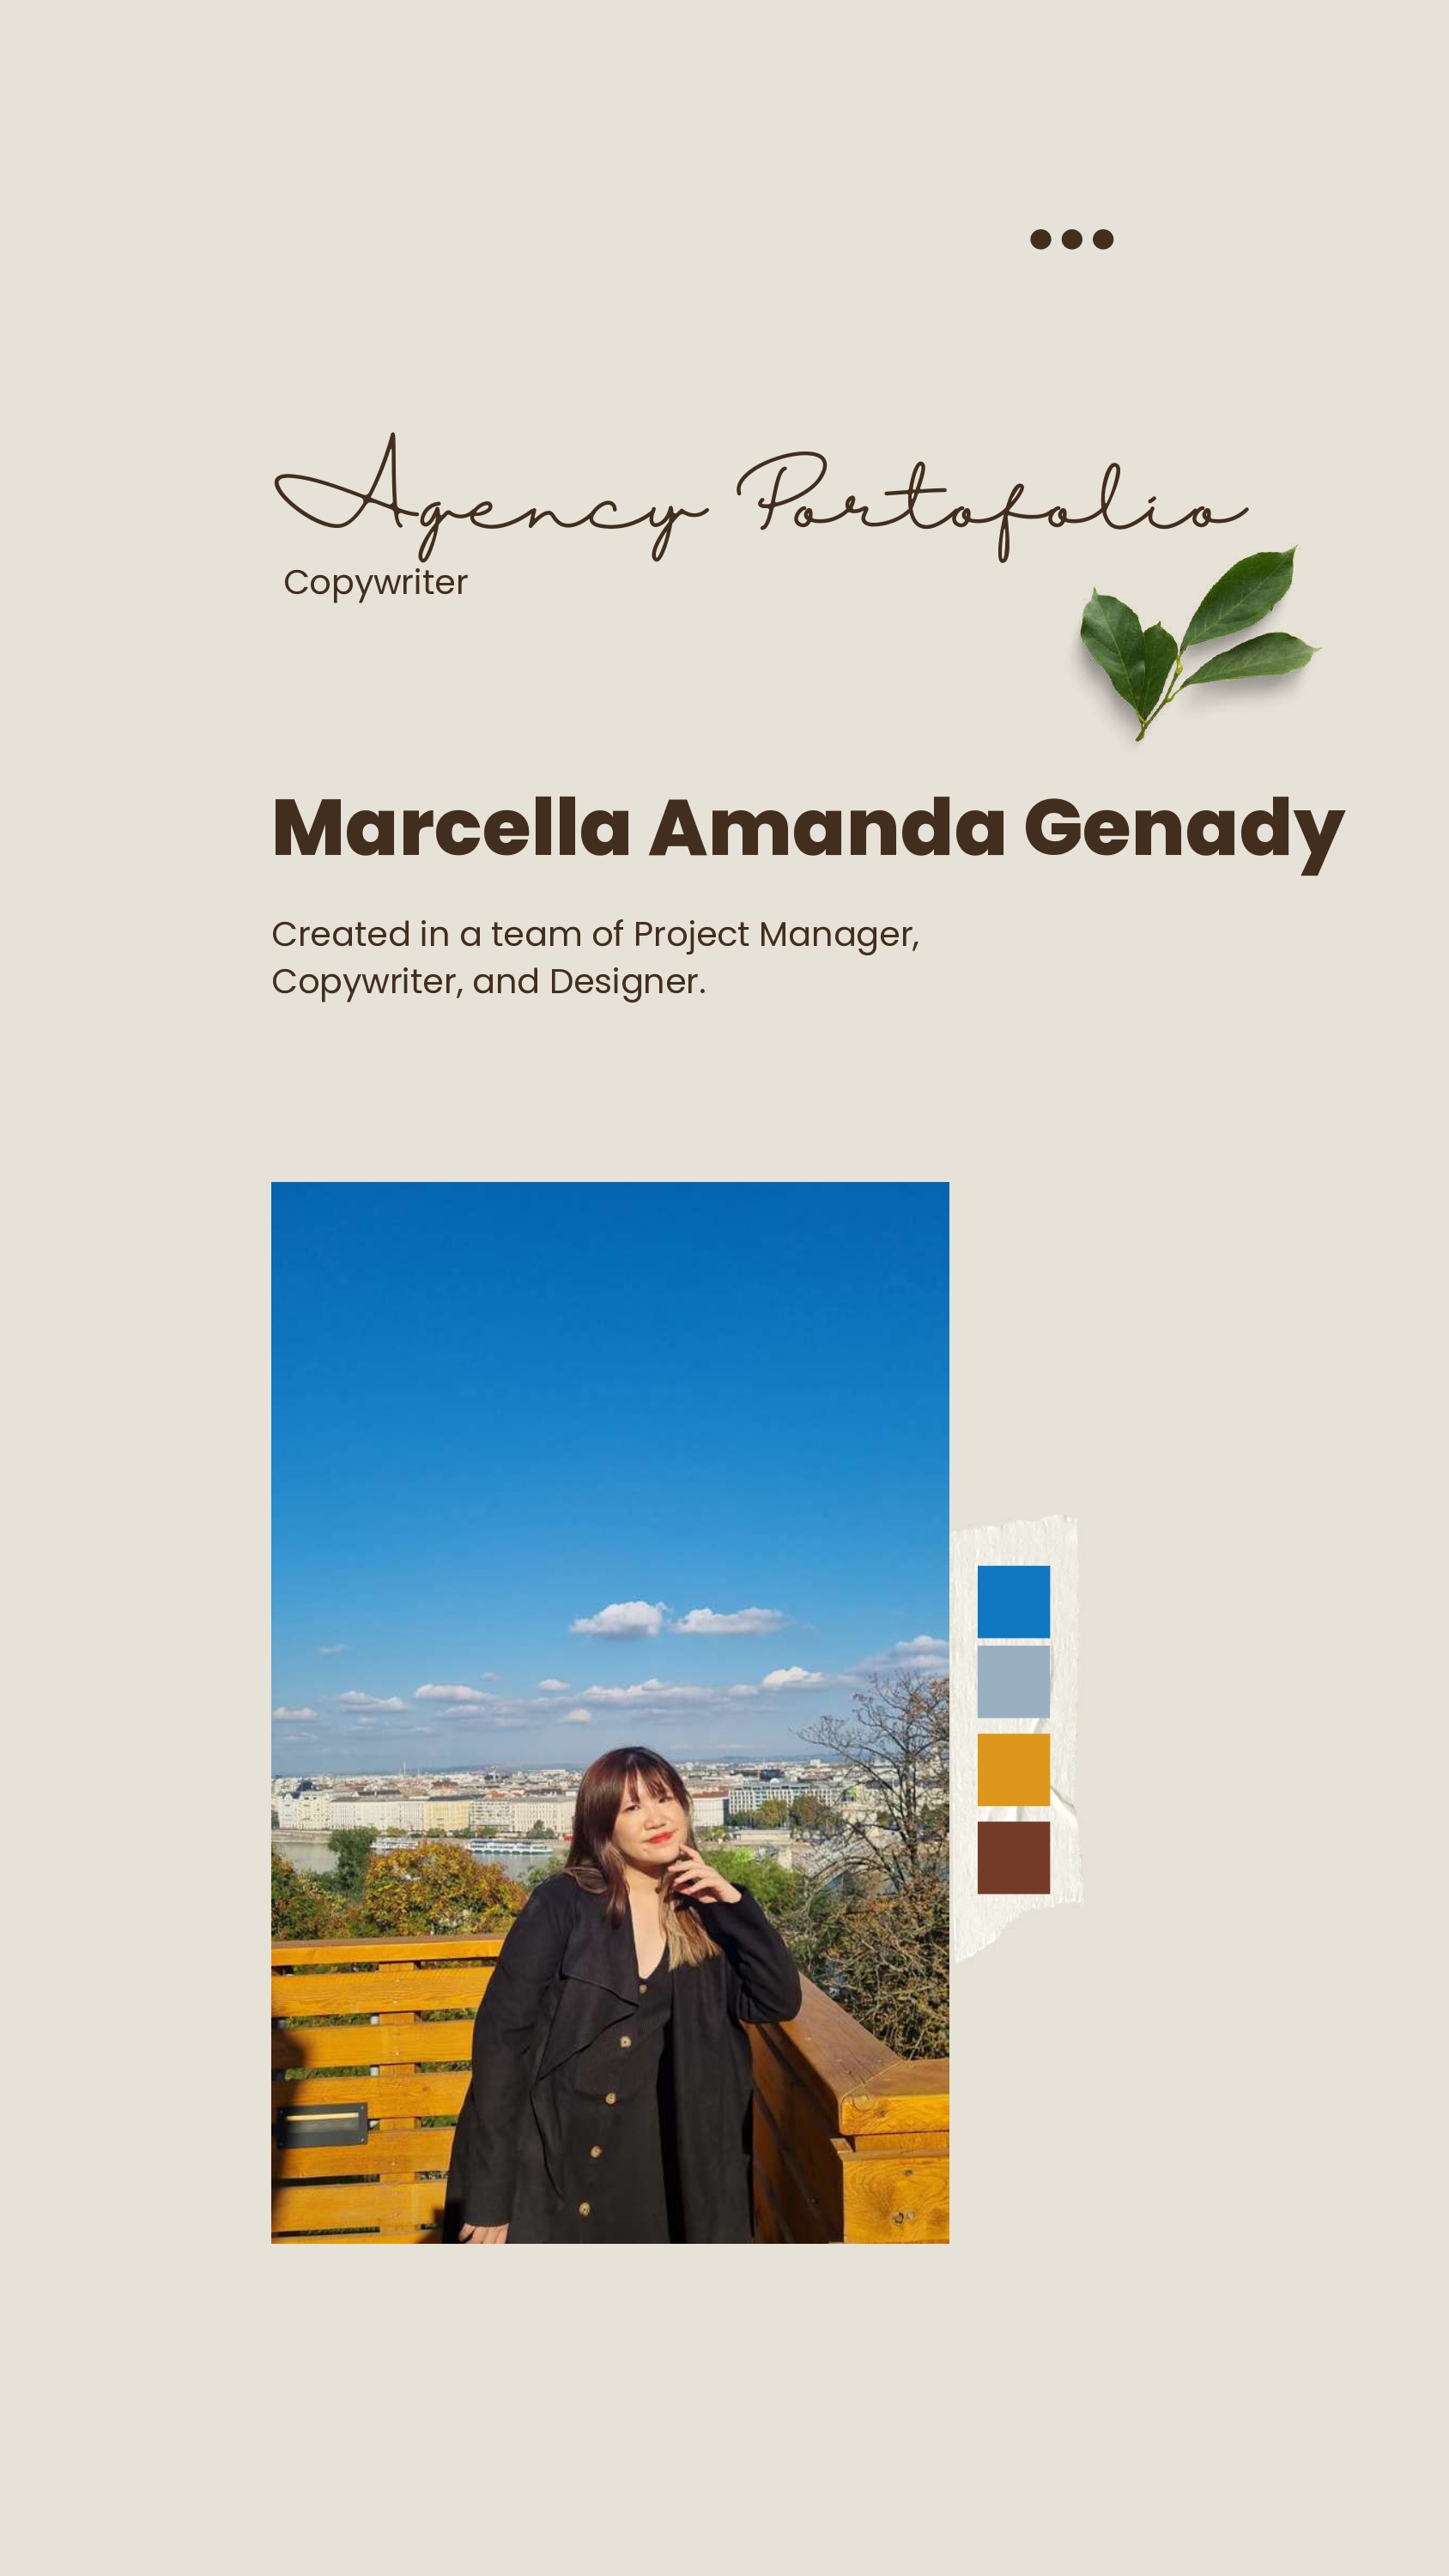 Agency Portofolio
Copywriter
Marcella Amanda Genady
Created in a team of Project Manager,
Copywriter, and Designer.